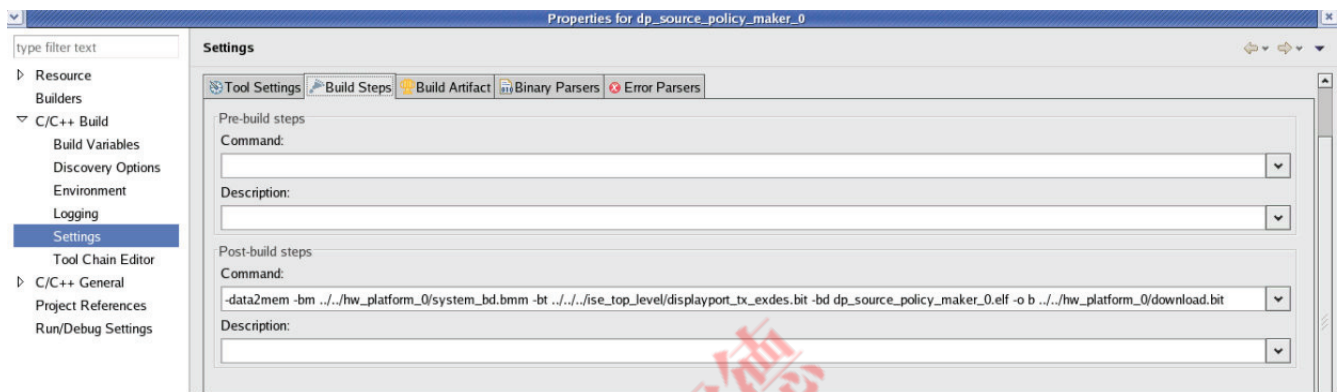 Properties for dp_source_policy_maker_0
type filter text
Settings
Resource
Builders
C/C++ Build
Build Variables
Discovery Options
Environment
Logging
Settings
Tool Chain Editor
C/C++ General
Project References
Run/Debug Settings
Tool Settings Build Steps Build Artifact Binary Parsers Error Parsers
Pre-build steps
Command:
Description:
Post-build steps
Command:
-data2mem -bm ../../hw_platform_0/system_bd.bmm -bt ../../../ise_top_level/displayport_tx_exdes.bit -bd dp_source_policy_maker_0.elf -o b ../../hw_platform_0/download.bit
Description:
德